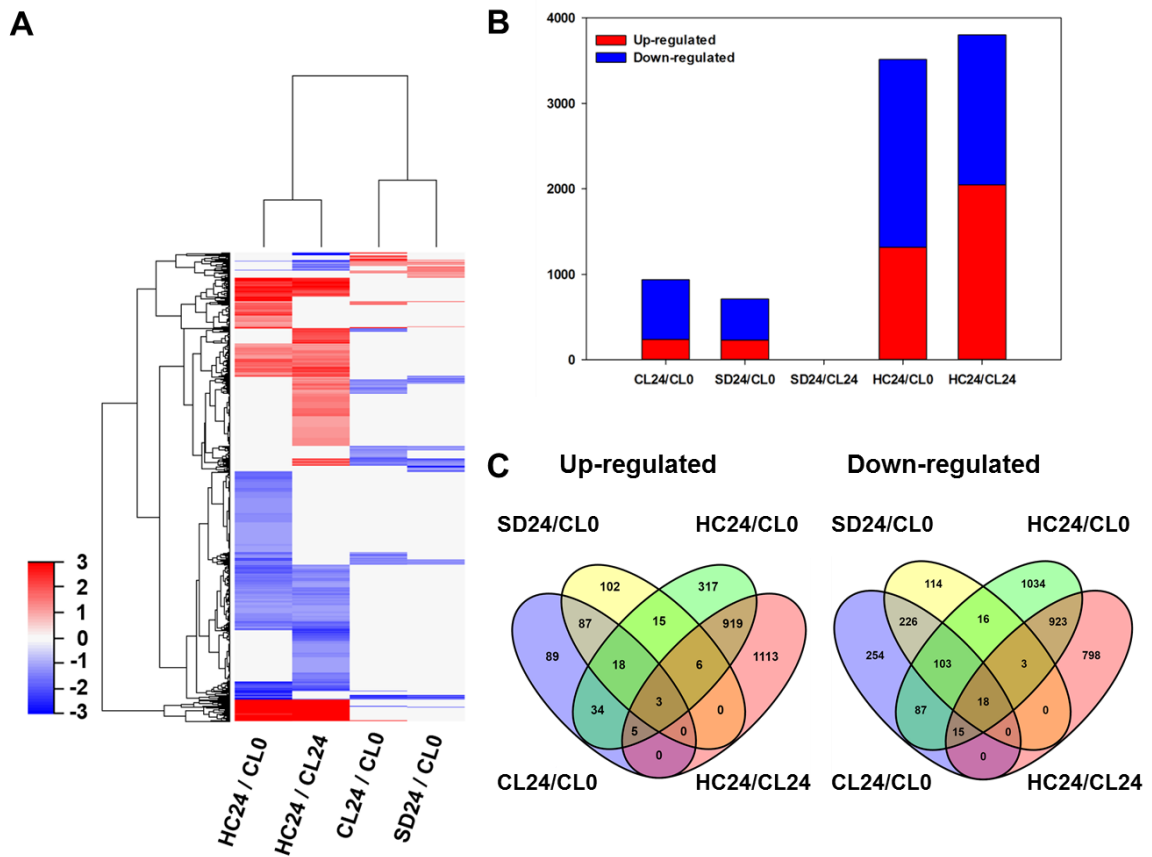 A
3
2
1
0
-1
-2
-3
HC24 / CL0
HC24 / CL24
CL24 / CL0
SD24 / CL0
B
4000
3000
2000
1000
0
Up-regulated
Down-regulated
CL24/CL0
SD24/CL0
SD24/CL24
HC24/CL0
HC24/CL24
C
Up-regulated
SD24/CL0
HC24/CL0
102
317
87
15
919
89
18
6
1113
3
34
0
5
0
0
CL24/CL0
HC24/CL24
Down-regulated
SD24/CL0
HC24/CL0
114
1034
226
16
923
254
103
3
798
18
87
0
15
0
0
CL24/CL0
HC24/CL24